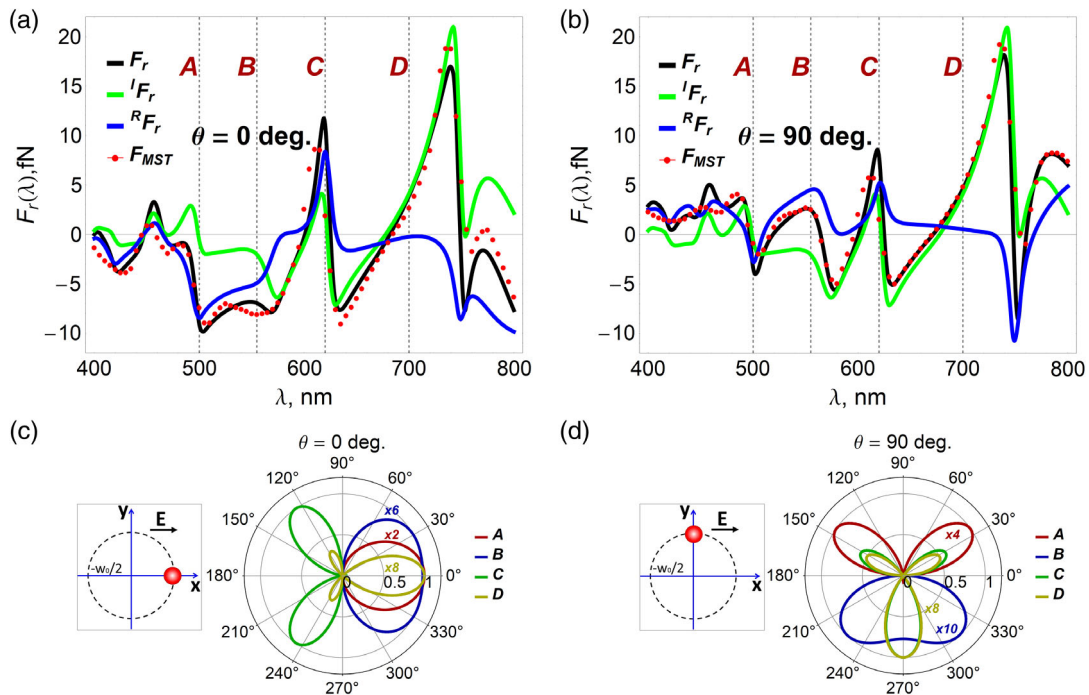 (a)
F_r(λ),fN
20
15
10
5
0
−5
−10
A B C D
F_r
^I F_r
^R F_r
F_MST
θ = 0 deg.
400 500 600 700 800
λ, nm
(b)
F_r(λ),fN
20
15
10
5
0
−5
−10
A B C D
F_r
^I F_r
^R F_r
F_MST
θ = 90 deg.
400 500 600 700 800
λ, nm
(c)
θ = 0 deg.
y
E
-w₀/2
x
90°
120° 60°
150° 30°
180° 0 0.5 1 0°
210° 330°
240° 300°
270°
x6
x2
x8
A
B
C
D
(d)
θ = 90 deg.
y
E
-w₀/2
x
90°
120° 60°
150° 30°
180° 0 0.5 1 0°
210° 330°
240° 300°
270°
x4
x8
x10
A
B
C
D